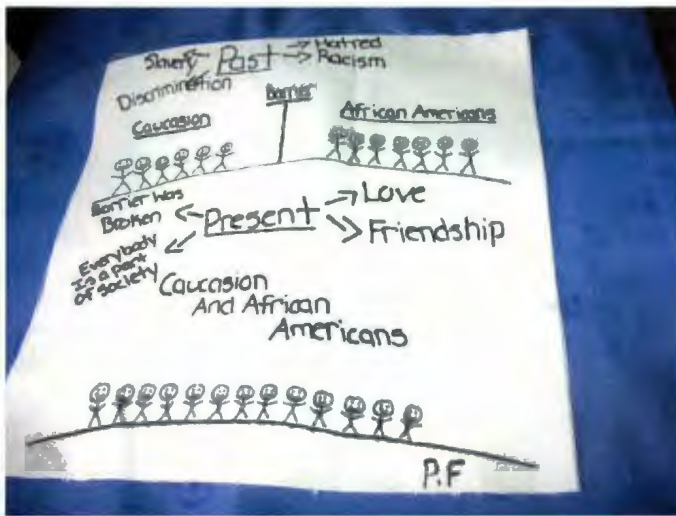 Slavery Past Hatred
Racism
Discrimination
Barrier
Caucasion
African Americans
Barrier Was
Broken
Present
Love
Friendship
Everybody
Is a part
of society
Caucasion
And African
Americans
P.F